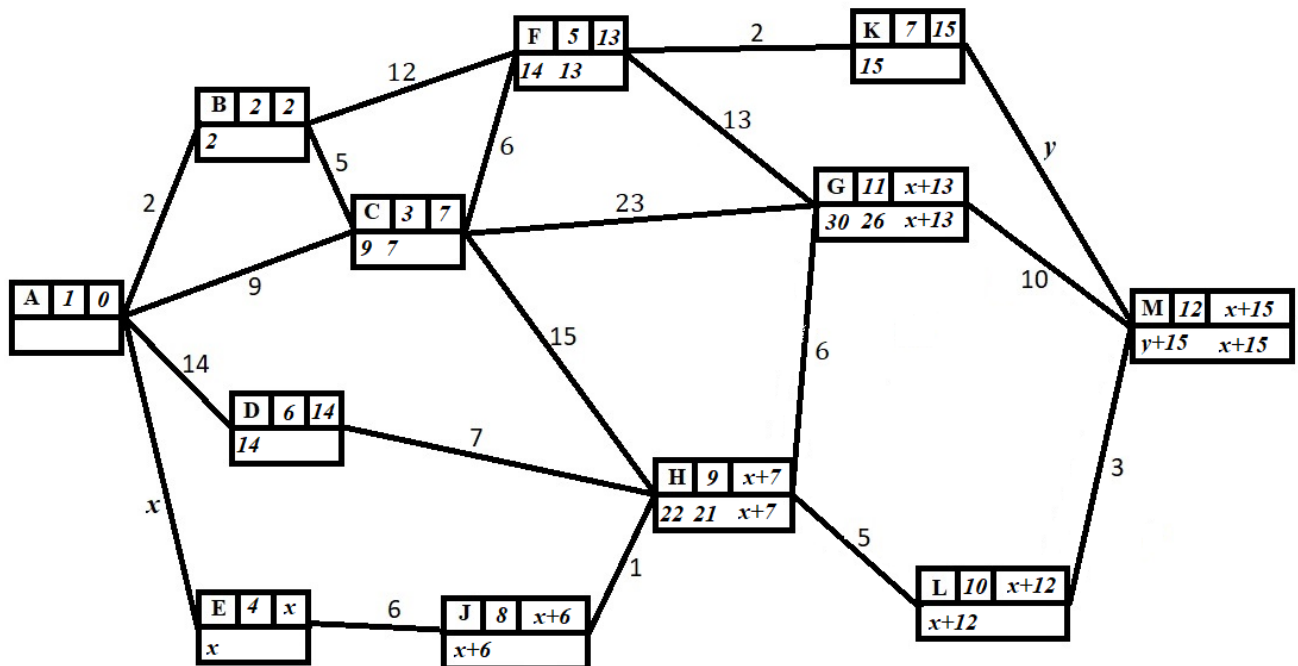 F 5 13
14 13
2
K 7 15
15
12
B 2 2
2
13
6
5
y
C 3 7
9 7
G 11 x+13
30 26 x+13
23
2
9
10
A 1 0
M 12 x+15
y+15 x+15
15
14
6
D 6 14
14
7
3
x
H 9 x+7
22 21 x+7
5
1
L 10 x+12
x+12
E 4 x
x
6
J 8 x+6
x+6